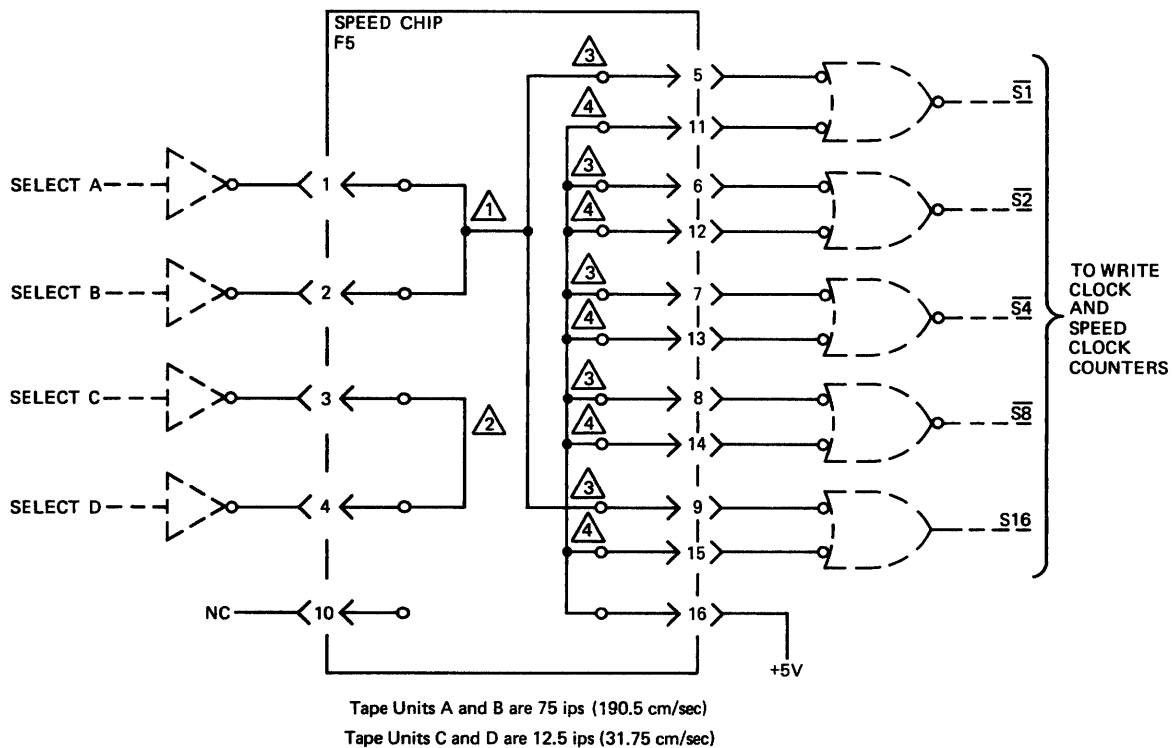 SPEED CHIP
F5
3
5
S1
4
11
SELECT A
1
3
6
S2
1
4
12
SELECT B
2
3
7
S4
4
13
TO WRITE
CLOCK
AND
SPEED
CLOCK
COUNTERS
SELECT C
3
3
8
S8
2
4
14
SELECT D
4
3
9
S16
4
15
NC
10
16
+5V
Tape Units A and B are 75 ips (190.5 cm/sec)
Tape Units C and D are 12.5 ips (31.75 cm/sec)